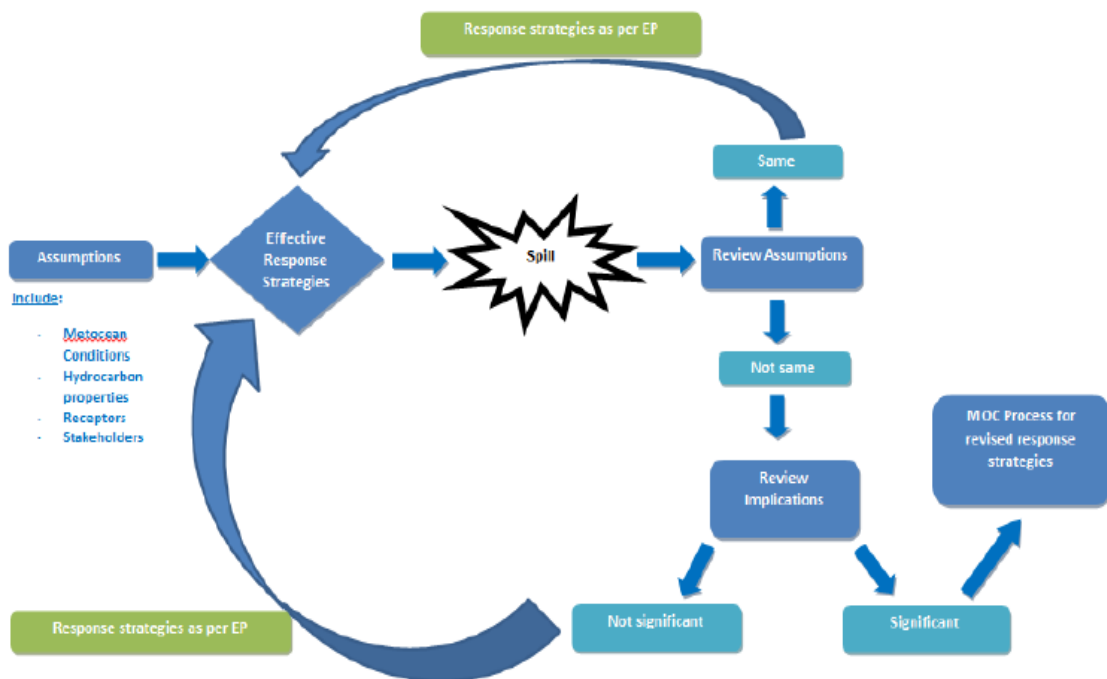 Response strategies as per EP
Same
Assumptions
Effective
Response
Strategies
Spill
Review Assumptions
Include:
- Metocean
Conditions
- Hydrocarbon
properties
- Receptors
- Stakeholders
Not same
MOC Process for
revised response
strategies
Review
Implications
Response strategies as per EP
Not significant
Significant